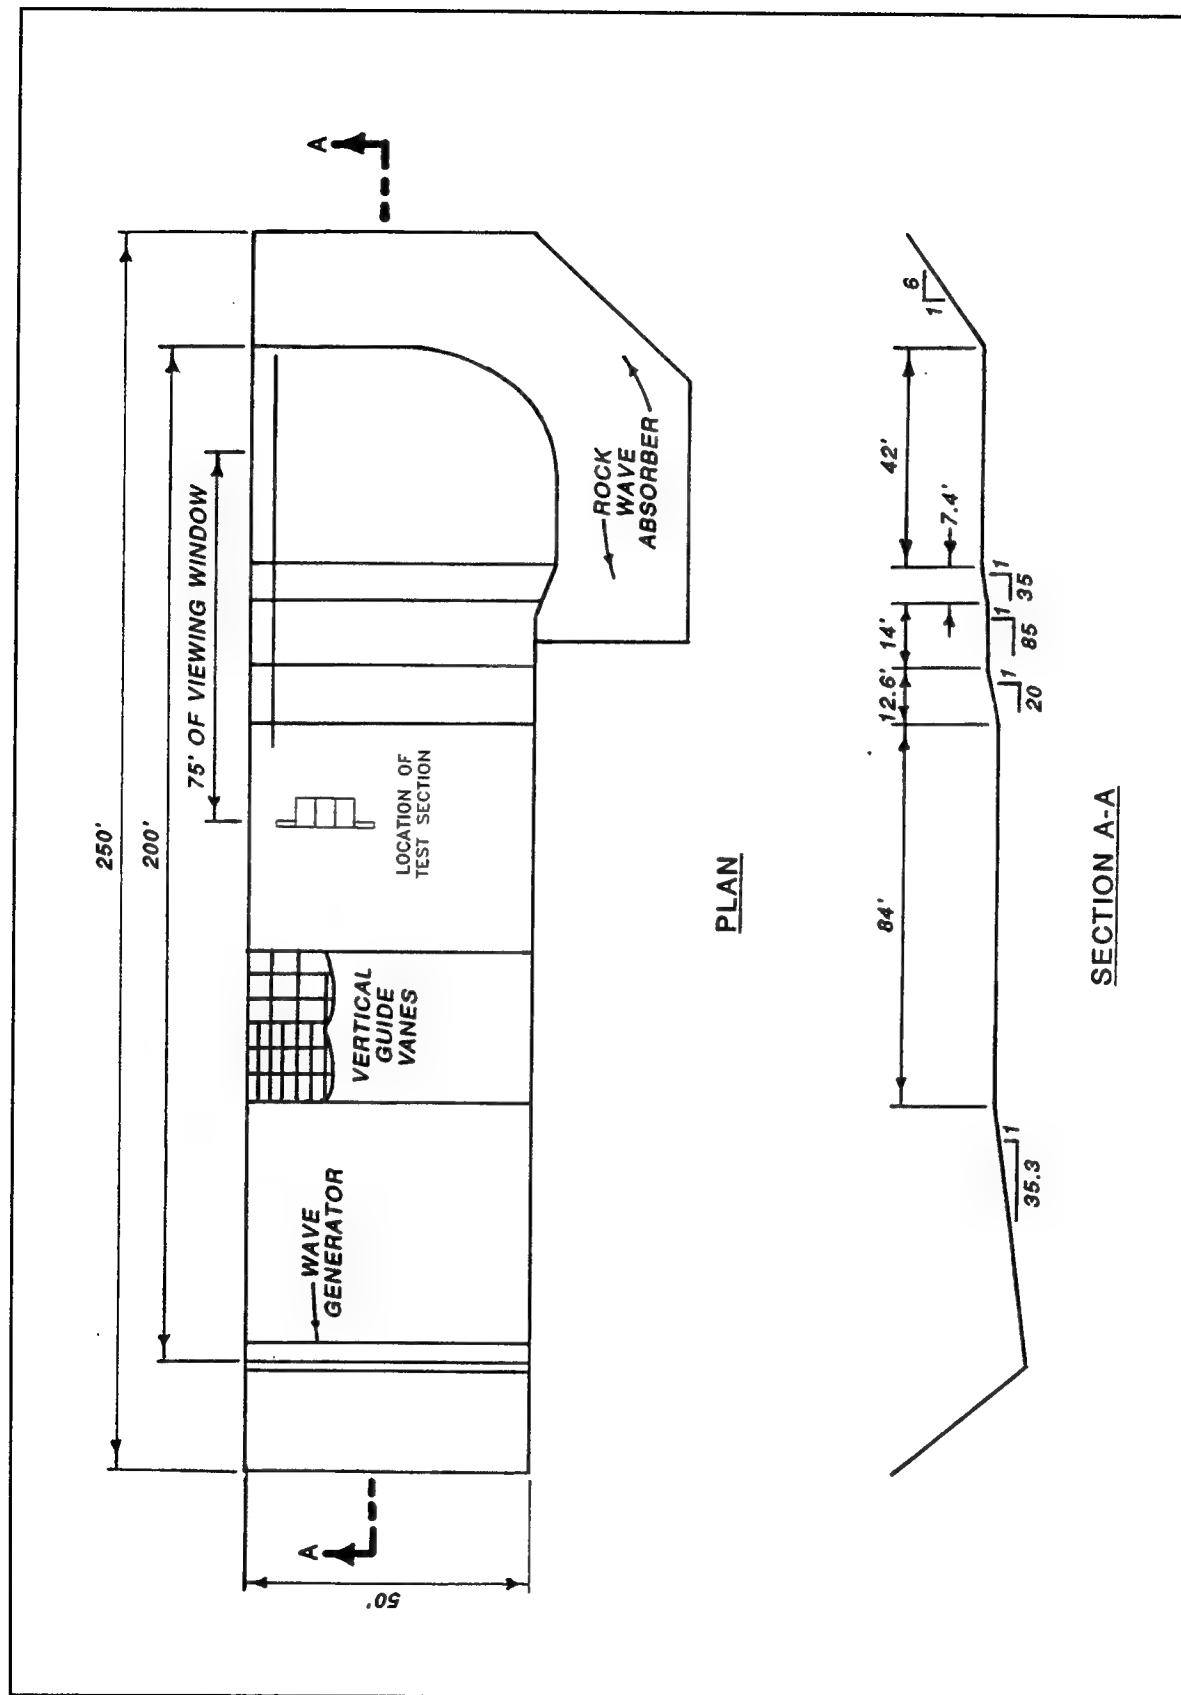 250'
200'
75' OF VIEWING WINDOW
A
A
50'
WAVE
GENERATOR
VERTICAL
GUIDE
VANES
LOCATION OF
TEST SECTION
ROCK
WAVE
ABSORBER
PLAN
84'
12.6'
14'
7.4'
42'
1
35.3
1
20
1
85
1
35
1
6
SECTION A-A